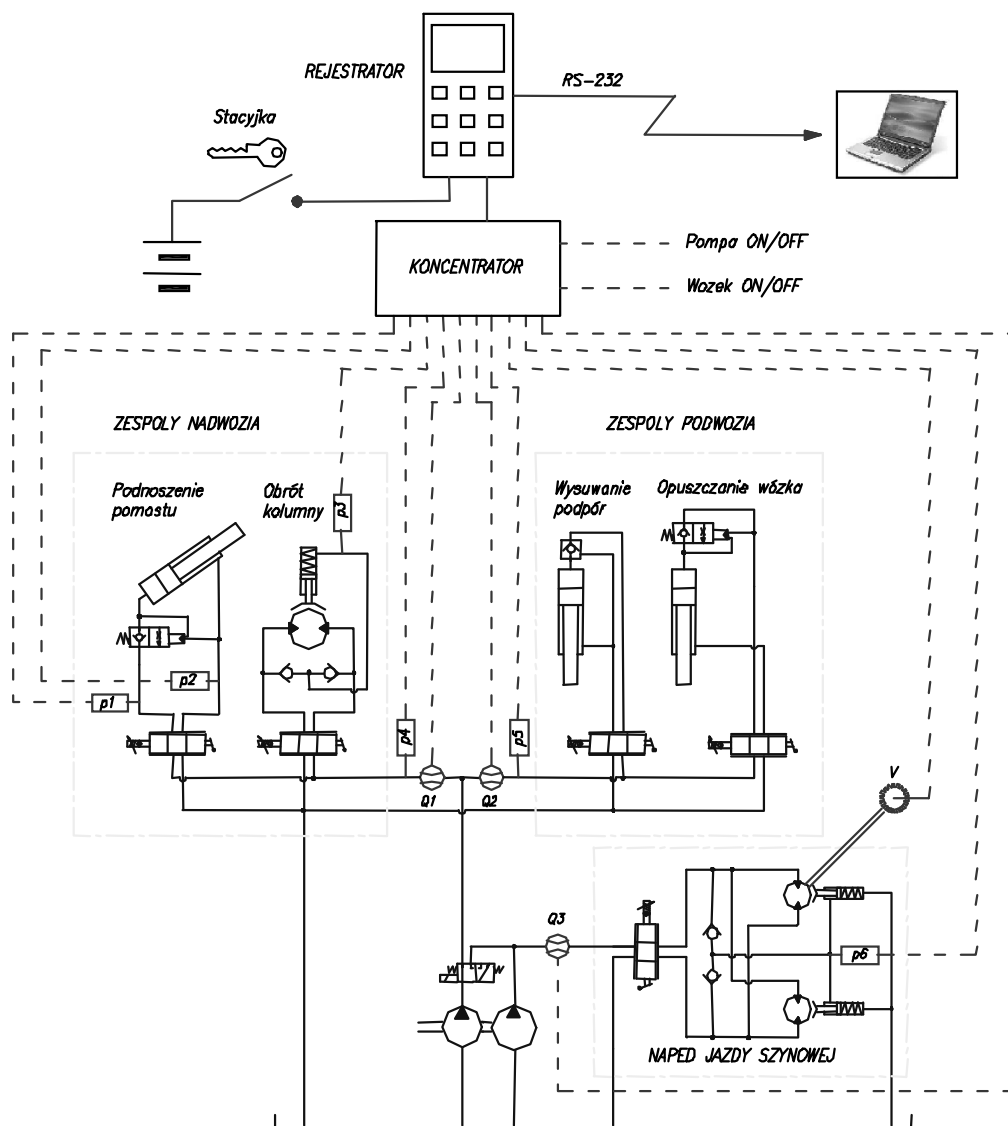 REJESTRATOR
RS-232
Stacyjka
KONCENTRATOR
Pompa ON/OFF
Wozek ON/OFF
ZESPOLY NADWOZIA
ZESPOLY PODWOZIA
Podnoszenie
pomostu
Obrót
kolumny
p3
Wysuwanie
podpór
Opuszczanie wózka
p2
p1
p4
p5
Q1
Q2
V
Q3
W
W
p6
NAPED JAZDY SZYNOWEJ